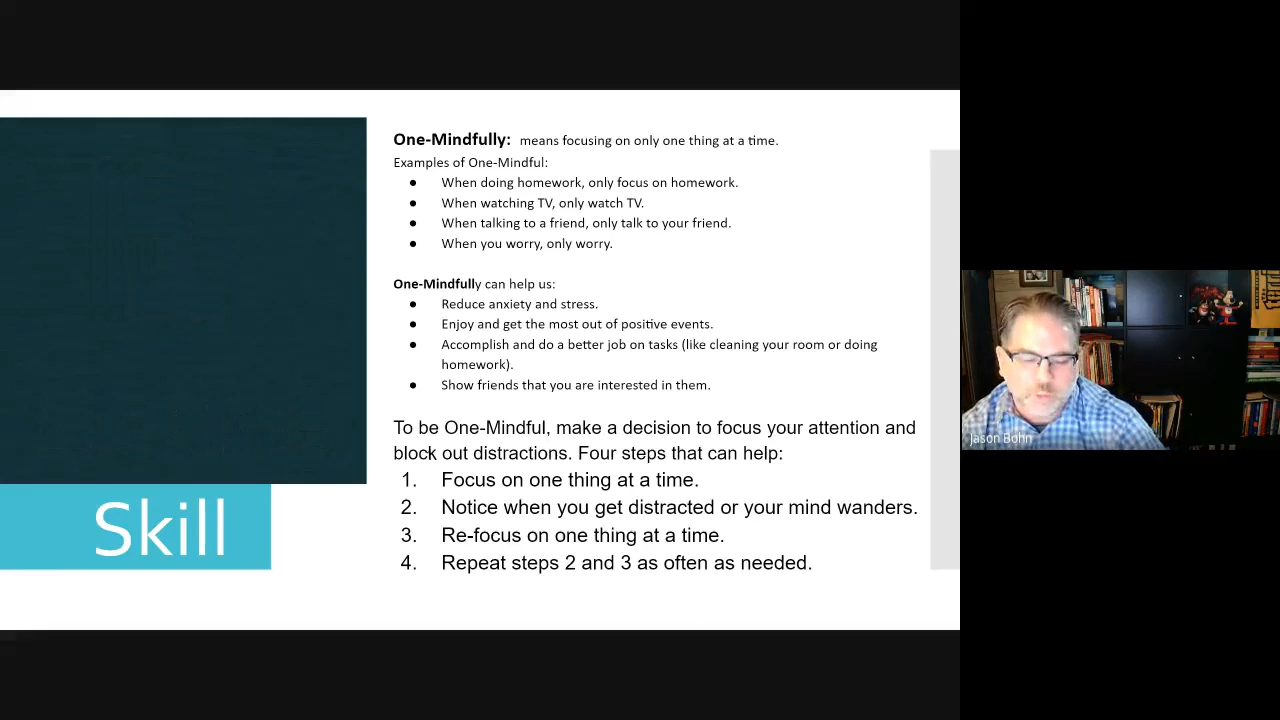 One-Mindfully: means focusing on only one thing at a time.
Examples of One-Mindful:
● When doing homework, only focus on homework.
● When watching TV, only watch TV.
● When talking to a friend, only talk to your friend.
● When you worry, only worry.
One-Mindfully can help us:
● Reduce anxiety and stress.
● Enjoy and get the most out of positive events.
● Accomplish and do a better job on tasks (like cleaning your room or doing
homework).
● Show friends that you are interested in them.
To be One-Mindful, make a decision to focus your attention and
block out distractions. Four steps that can help:
1. Focus on one thing at a time.
2. Notice when you get distracted or your mind wanders.
3. Re-focus on one thing at a time.
4. Repeat steps 2 and 3 as often as needed.
Skill
Jason Bohn